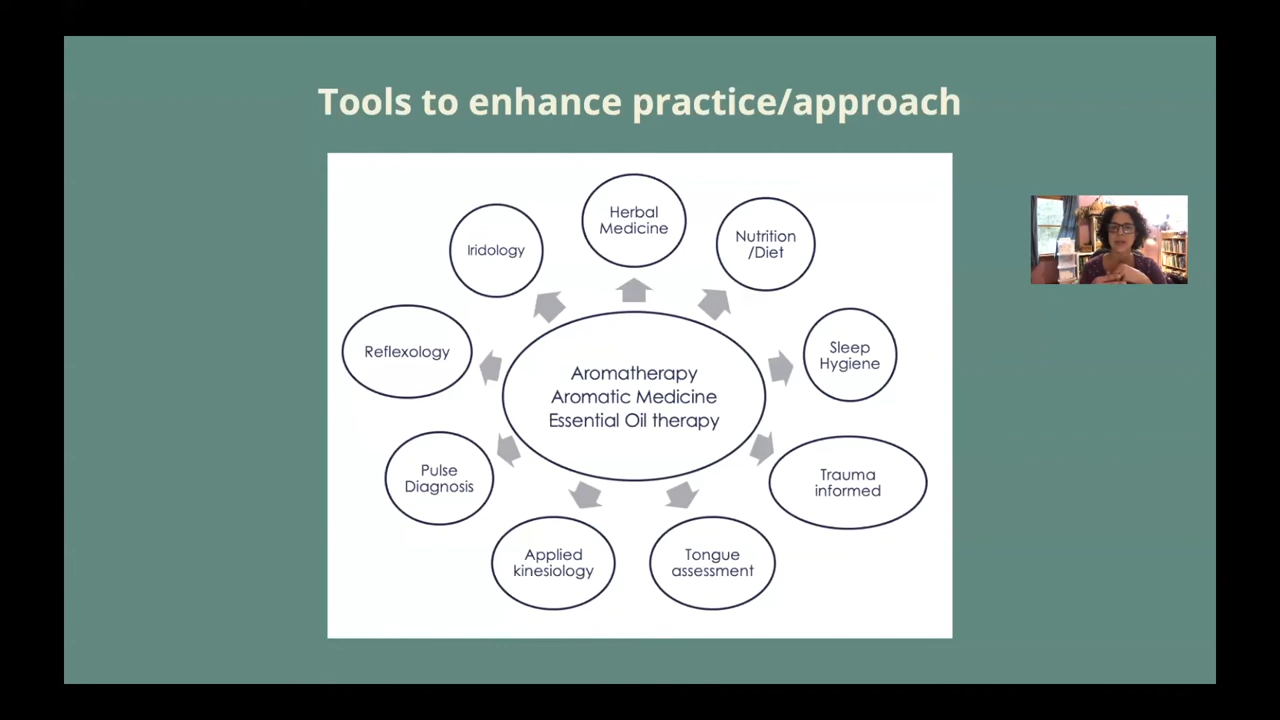 Tools to enhance practice/approach
Herbal
Medicine
Nutrition
/Diet
Iridology
Sleep
Hygiene
Reflexology
Aromatherapy
Aromatic Medicine
Essential Oil therapy
Trauma
informed
Pulse
Diagnosis
Applied
kinesiology
Tongue
assessment